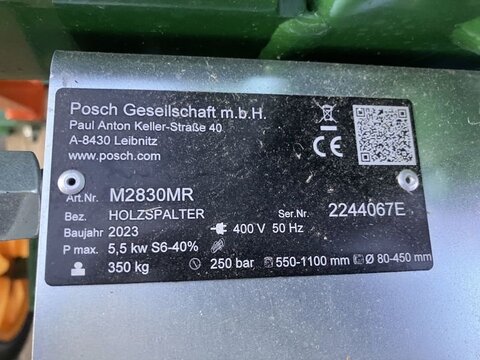 Posch Gesellschaft m.b.H.
Paul Anton Keller-Straße 40
A-8430 Leibnitz
www.posch.com
CE
Art.Nr. M2830MR
Bez. HOLZSPALTER Ser.Nr. 2244067E
Baujahr 2023 400 V 50 Hz
P max. 5,5 kw S6-40%
350 kg 250 bar 550-1100 mm Ø 80-450 mm